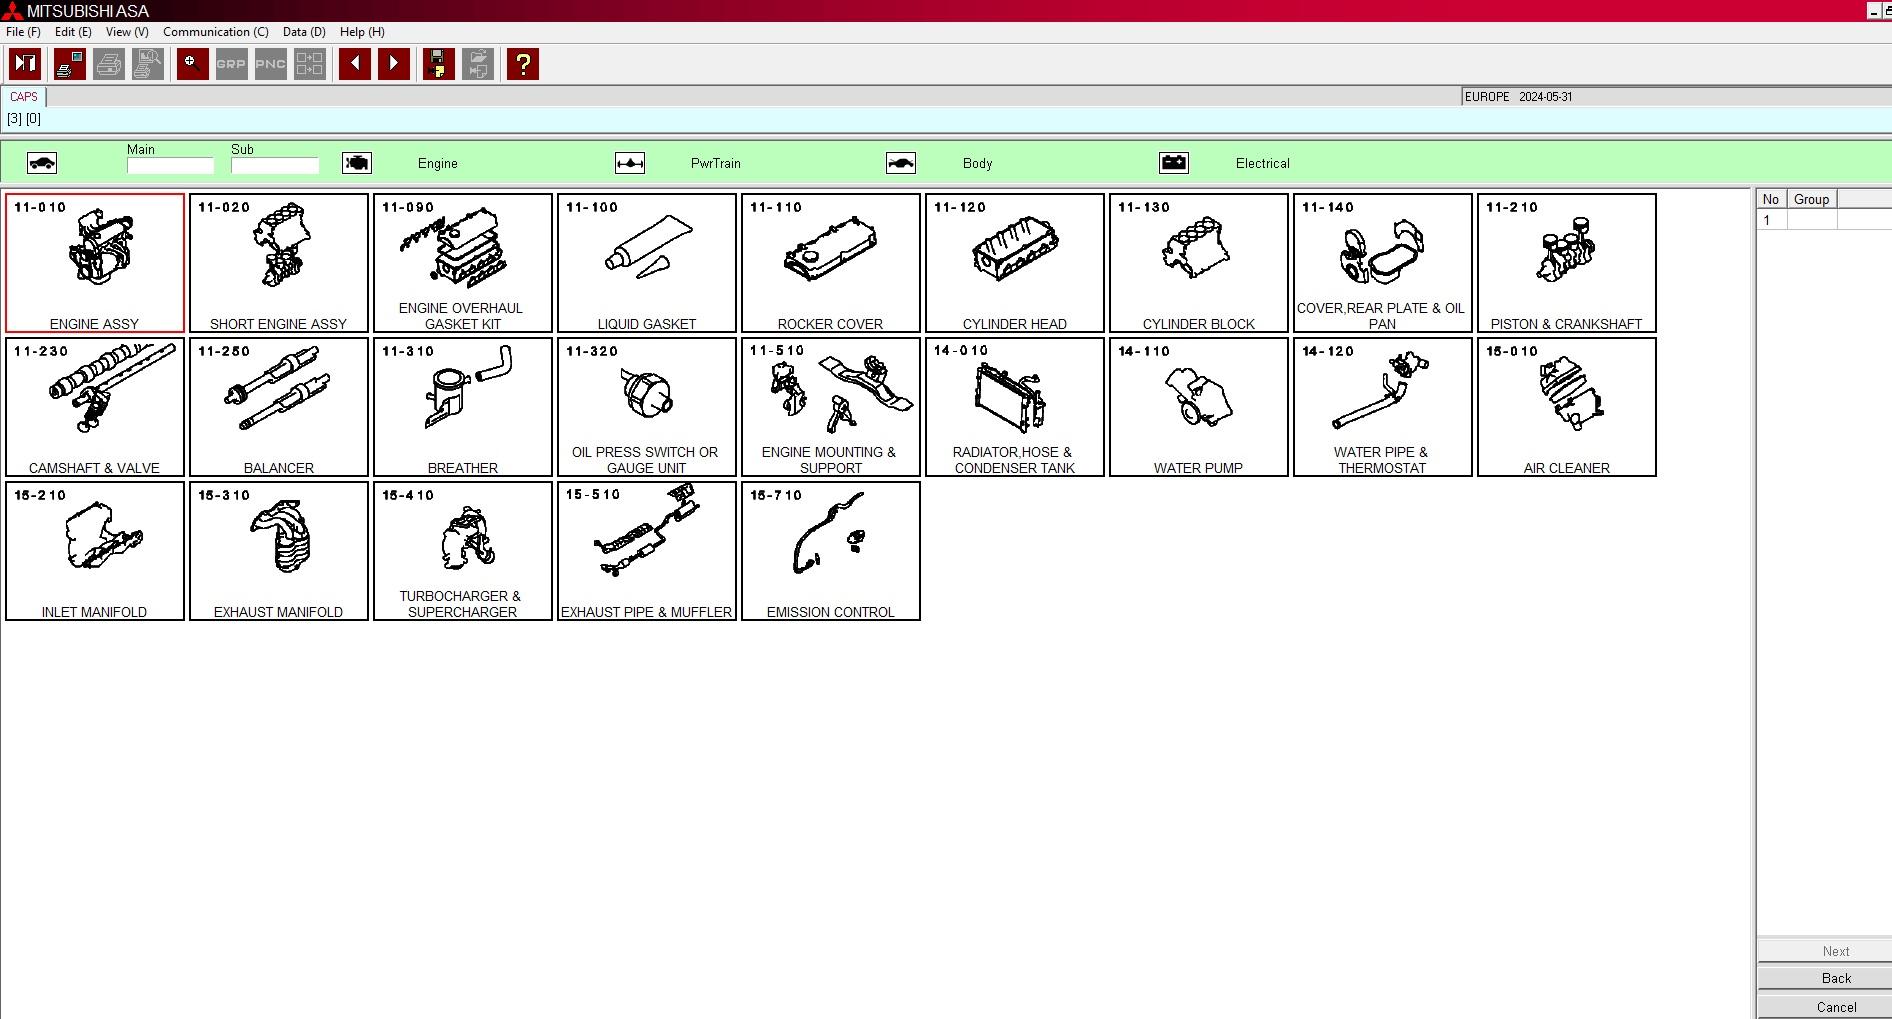 MITSUBISHI ASA
File (F) Edit (E) View (V) Communication (C) Data (D) Help (H)
GRP PNC ?
CAPS EUROPE 2024-05-31
[3] [0]
Main Sub Engine PwrTrain Body Electrical
No Group
1
11-010 11-020 11-090 11-100 11-110 11-120 11-130 11-140 11-210
ENGINE ASSY
SHORT ENGINE ASSY
ENGINE OVERHAUL
GASKET KIT
LIQUID GASKET
ROCKER COVER
CYLINDER HEAD
CYLINDER BLOCK
COVER,REAR PLATE & OIL
PAN
PISTON & CRANKSHAFT
11-230 11-250 11-310 11-320 11-510 14-010 14-110 14-120 15-010
CAMSHAFT & VALVE
BALANCER
BREATHER
OIL PRESS SWITCH OR
GAUGE UNIT
ENGINE MOUNTING &
SUPPORT
RADIATOR,HOSE &
CONDENSER TANK
WATER PUMP
WATER PIPE &
THERMOSTAT
AIR CLEANER
15-210 15-310 15-410 15-510 15-710
INLET MANIFOLD
EXHAUST MANIFOLD
TURBOCHARGER &
SUPERCHARGER
EXHAUST PIPE & MUFFLER
EMISSION CONTROL
Next
Back
Cancel